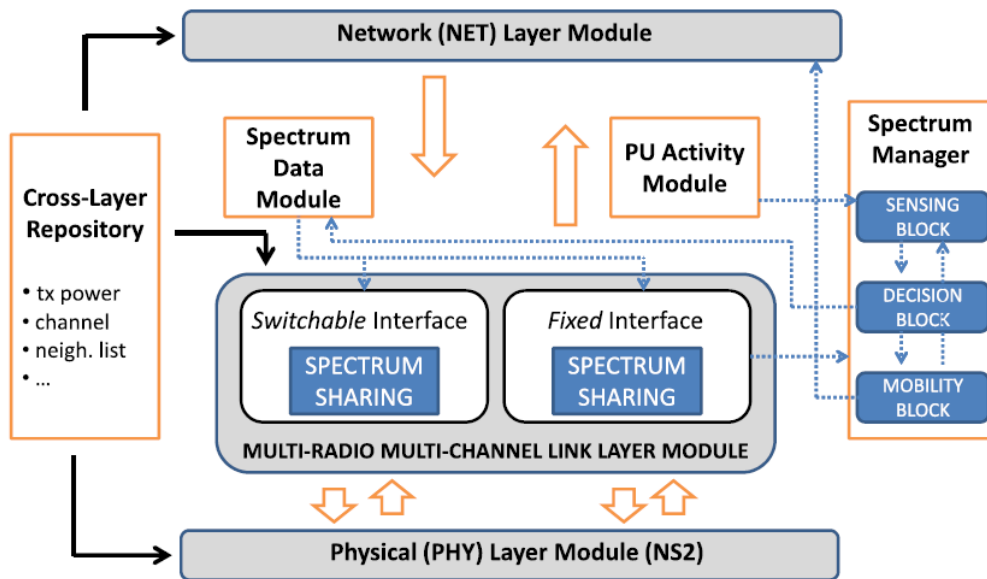 Network (NET) Layer Module
Cross-Layer
Repository
• tx power
• channel
• neigh. list
• ...
Spectrum
Data
Module
PU Activity
Module
Spectrum
Manager
SENSING
BLOCK
DECISION
BLOCK
MOBILITY
BLOCK
Switchable Interface
SPECTRUM
SHARING
Fixed Interface
SPECTRUM
SHARING
MULTI-RADIO MULTI-CHANNEL LINK LAYER MODULE
Physical (PHY) Layer Module (NS2)